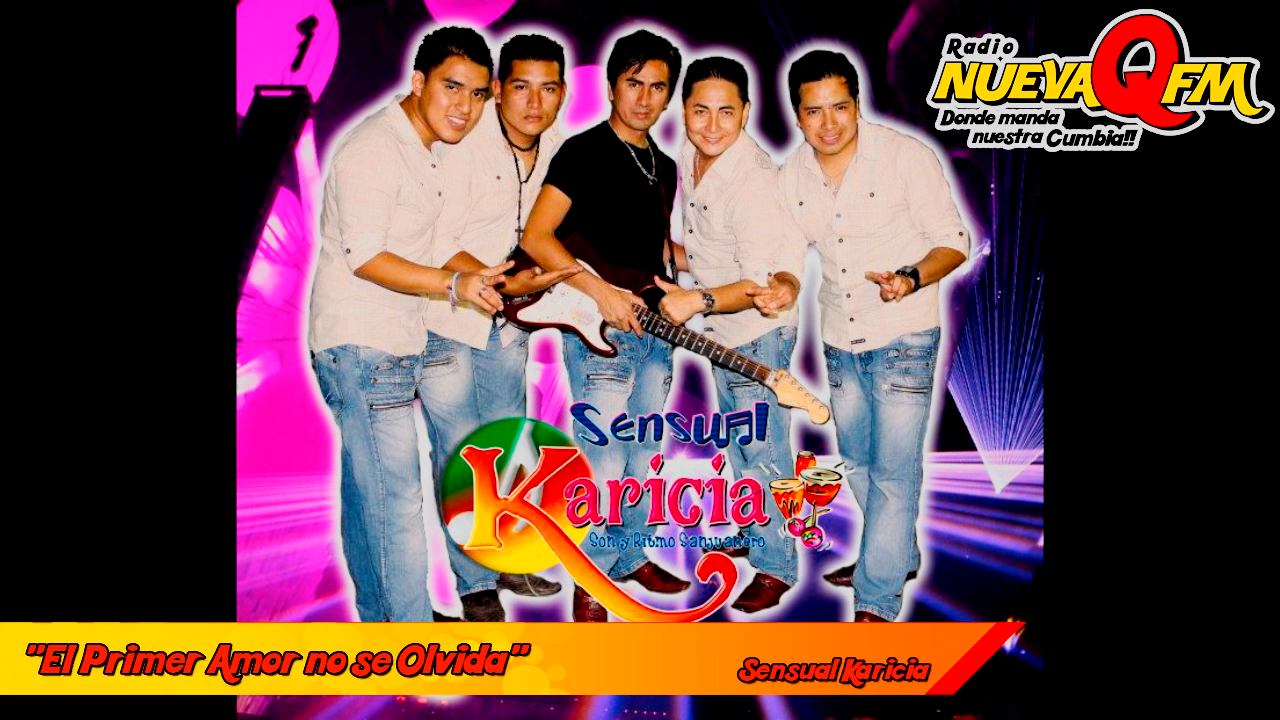 Radio
NUEVA Q FM
Donde manda
nuestra Cumbia!!
Sensual
Karicia
Son y Ritmo Sanjuanero
"El Primer Amor no se Olvida"
Sensual Karicia